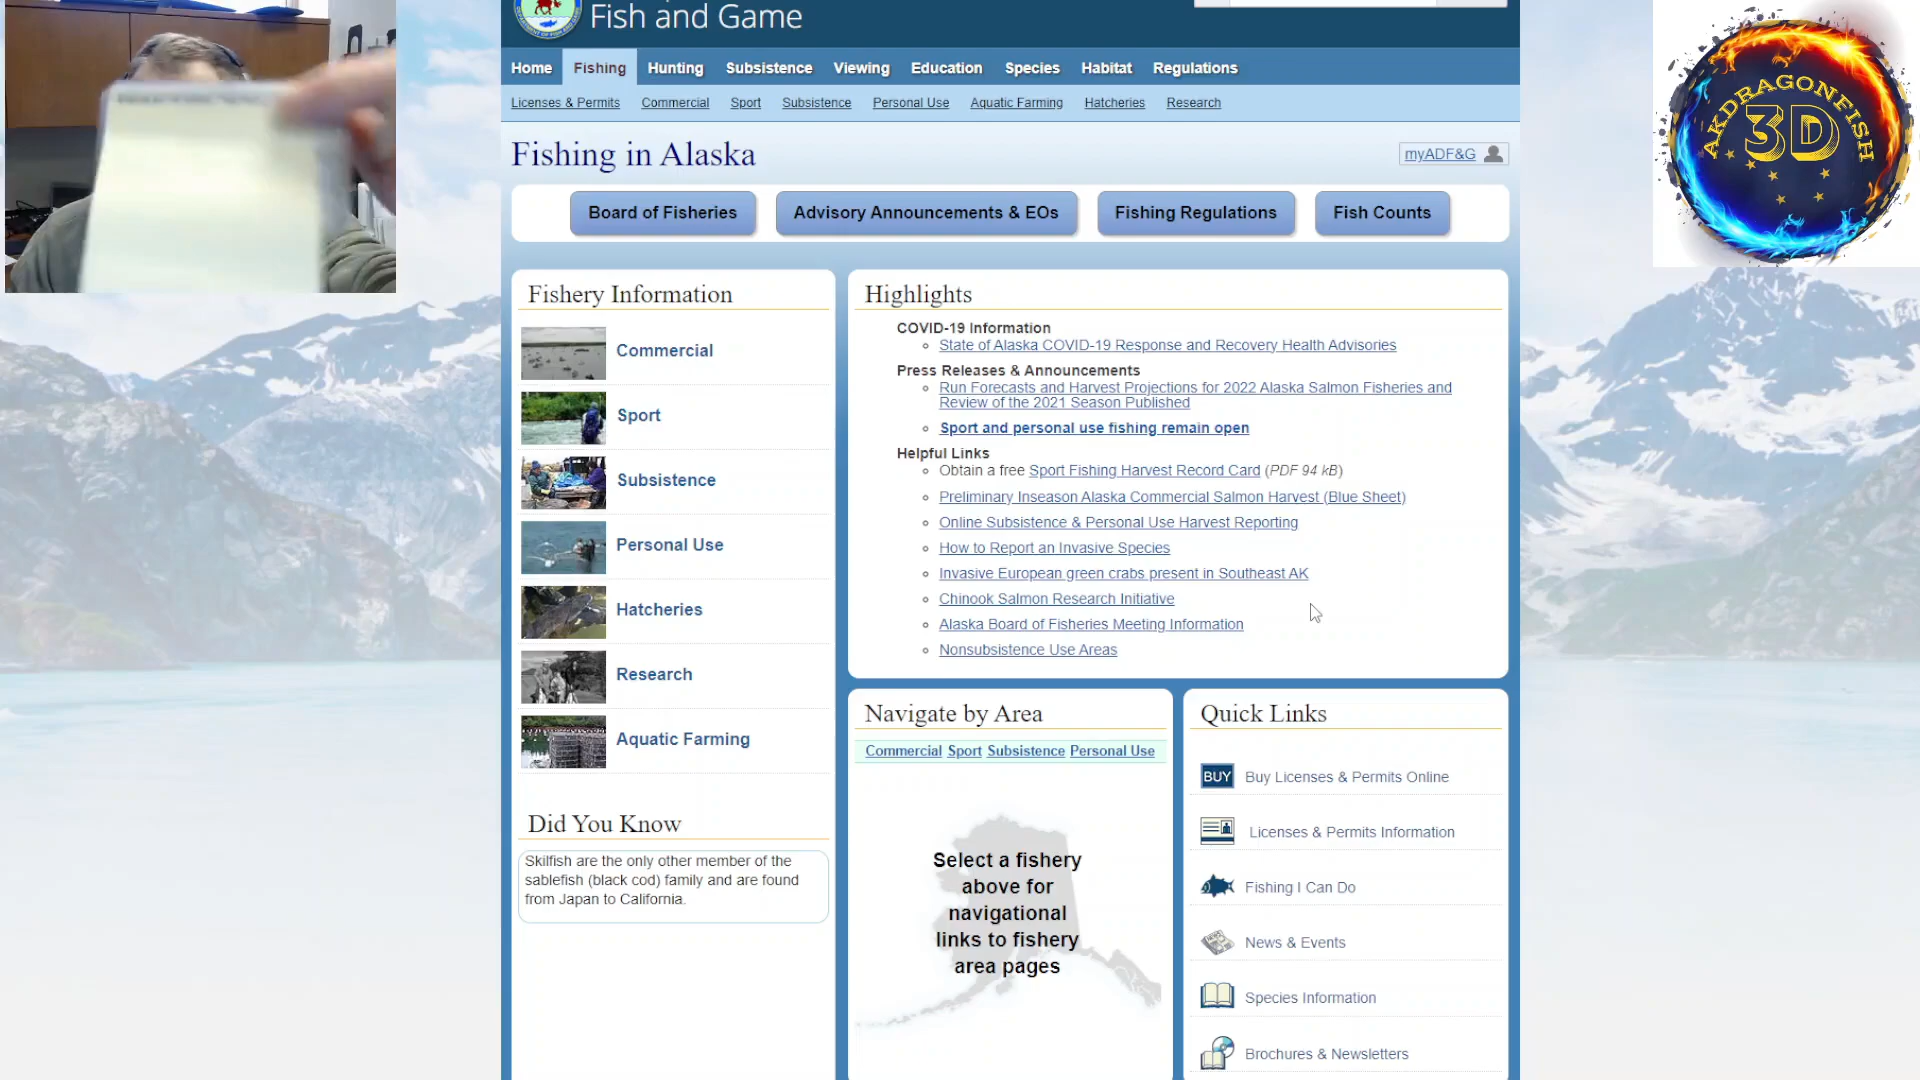 Fish and Game
Home Fishing Hunting Subsistence Viewing Education Species Habitat Regulations
Licenses & Permits Commercial Sport Subsistence Personal Use Aquatic Farming Hatcheries Research
Fishing in Alaska
myADF&G
Board of Fisheries Advisory Announcements & EOs Fishing Regulations Fish Counts
Fishery Information
Commercial
Sport
Subsistence
Personal Use
Hatcheries
Research
Aquatic Farming
Did You Know
Skilfish are the only other member of the
sablefish (black cod) family and are found
from Japan to California.
Highlights
COVID-19 Information
State of Alaska COVID-19 Response and Recovery Health Advisories
Press Releases & Announcements
Run Forecasts and Harvest Projections for 2022 Alaska Salmon Fisheries and
Review of the 2021 Season Published
Sport and personal use fishing remain open
Helpful Links
Obtain a free Sport Fishing Harvest Record Card (PDF 94 kB)
Preliminary Inseason Alaska Commercial Salmon Harvest (Blue Sheet)
Online Subsistence & Personal Use Harvest Reporting
How to Report an Invasive Species
Invasive European green crabs present in Southeast AK
Chinook Salmon Research Initiative
Alaska Board of Fisheries Meeting Information
Nonsubsistence Use Areas
Navigate by Area
Commercial Sport Subsistence Personal Use
Select a fishery
above for
navigational
links to fishery
area pages
Quick Links
BUY Buy Licenses & Permits Online
Licenses & Permits Information
Fishing I Can Do
News & Events
Species Information
Brochures & Newsletters
AKDRAGONFISH
3D